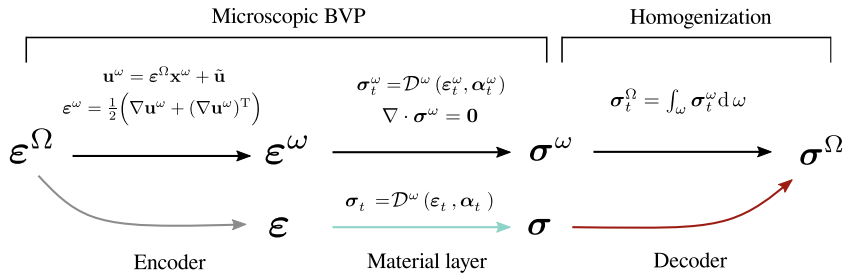 Microscopic BVP Homogenization
𝐮^ω = 𝜺^Ω 𝐱^ω + 𝐮̃
𝜺^ω = ½(∇𝐮^ω + (∇𝐮^ω)^T)
𝝈_t^ω = 𝒟^ω (𝜺_t^ω, 𝜶_t^ω)
∇ · 𝝈^ω = 𝟎
𝝈_t^Ω = ∫_ω 𝝈_t^ω d ω
𝜺^Ω 𝜺^ω 𝝈^ω 𝝈^Ω
𝝈_t = 𝒟^ω (𝜺_t , 𝜶_t )
𝜺 𝝈
Encoder Material layer Decoder